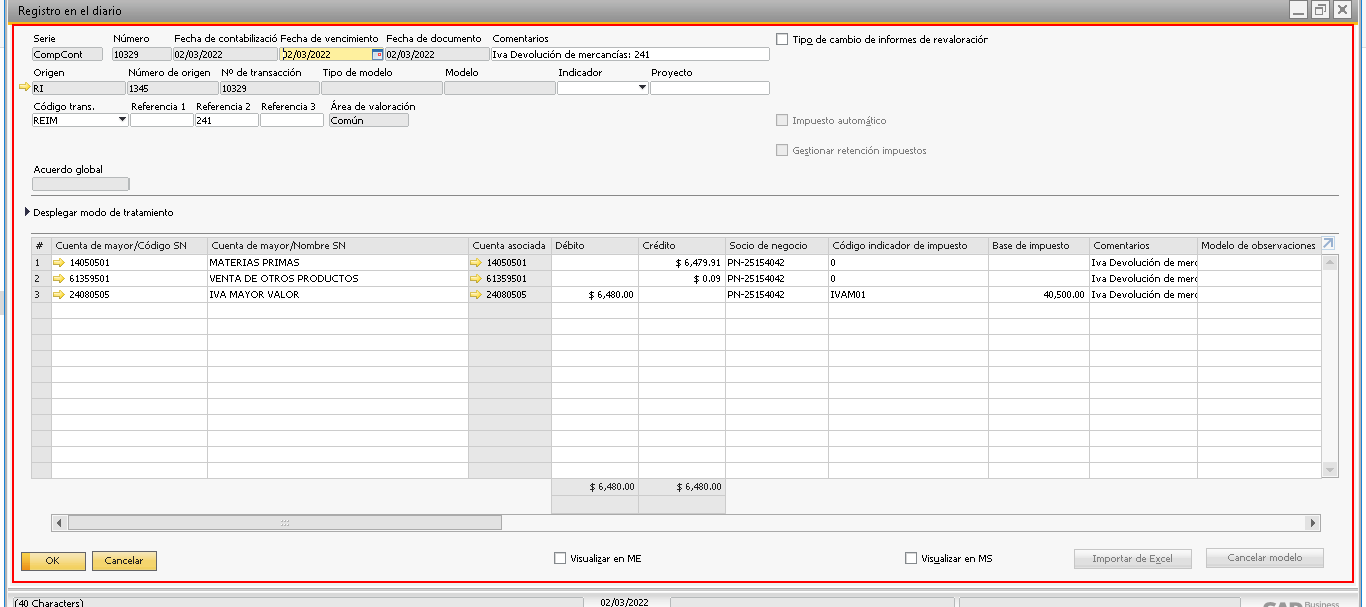 Registro en el diario
Serie Número Fecha de contabilizació Fecha de vencimiento Fecha de documento Comentarios
CompCont 10329 02/03/2022 02/03/2022 02/03/2022 Iva Devolución de mercancías: 241
Tipo de cambio de informes de revaloración
Origen Número de origen Nº de transacción Tipo de modelo Modelo Indicador Proyecto
RI 1345 10329
Código trans. Referencia 1 Referencia 2 Referencia 3 Área de valoración
REIM 241 Común
Impuesto automático
Gestionar retención impuestos
Acuerdo global
Desplegar modo de tratamiento
# Cuenta de mayor/Código SN Cuenta de mayor/Nombre SN Cuenta asociada Débito Crédito Socio de negocio Código indicador de impuesto Base de impuesto Comentarios Modelo de observaciones
1 14050501 MATERIAS PRIMAS 14050501 $ 6,479.91 PN-25154042 0 Iva Devolución de merc
2 61359501 VENTA DE OTROS PRODUCTOS 61359501 $ 0.09 PN-25154042 0 Iva Devolución de merc
3 24080505 IVA MAYOR VALOR 24080505 $ 6,480.00 PN-25154042 IVAM01 40,500.00 Iva Devolución de merc
$ 6,480.00 $ 6,480.00
OK Cancelar Visualizar en ME Visualizar en MS Importar de Excel Cancelar modelo
(40 Characters) 02/03/2022 Business